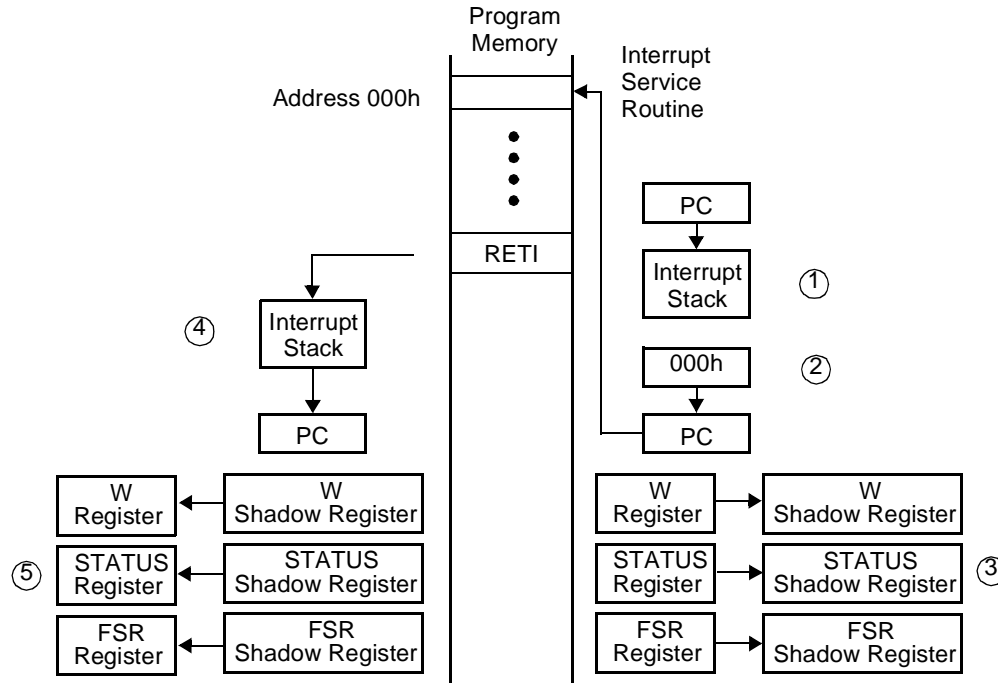 Program
Memory
Interrupt
Service
Routine
Address 000h
PC
RETI
Interrupt
Stack
1
4
Interrupt
Stack
000h
2
PC
PC
W
Register
W
Shadow Register
W
Register
W
Shadow Register
5
STATUS
Register
STATUS
Shadow Register
STATUS
Register
STATUS
Shadow Register
3
FSR
Register
FSR
Shadow Register
FSR
Register
FSR
Shadow Register